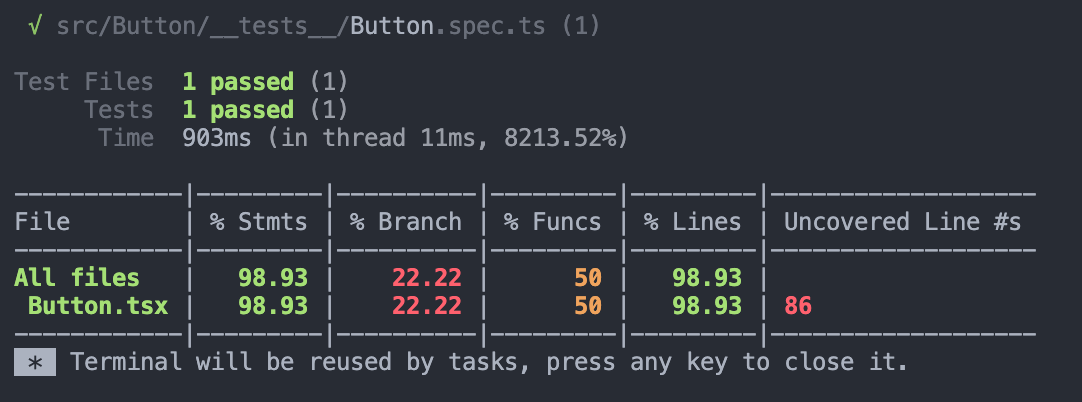 √ src/Button/__tests__/Button.spec.ts (1)
Test Files 1 passed (1)
Tests 1 passed (1)
Time 903ms (in thread 11ms, 8213.52%)
------------|---------|----------|---------|---------|-------------------
File | % Stmts | % Branch | % Funcs | % Lines | Uncovered Line #s
------------|---------|----------|---------|---------|-------------------
All files | 98.93 | 22.22 | 50 | 98.93 |
Button.tsx | 98.93 | 22.22 | 50 | 98.93 | 86
------------|---------|----------|---------|---------|-------------------
* Terminal will be reused by tasks, press any key to close it.